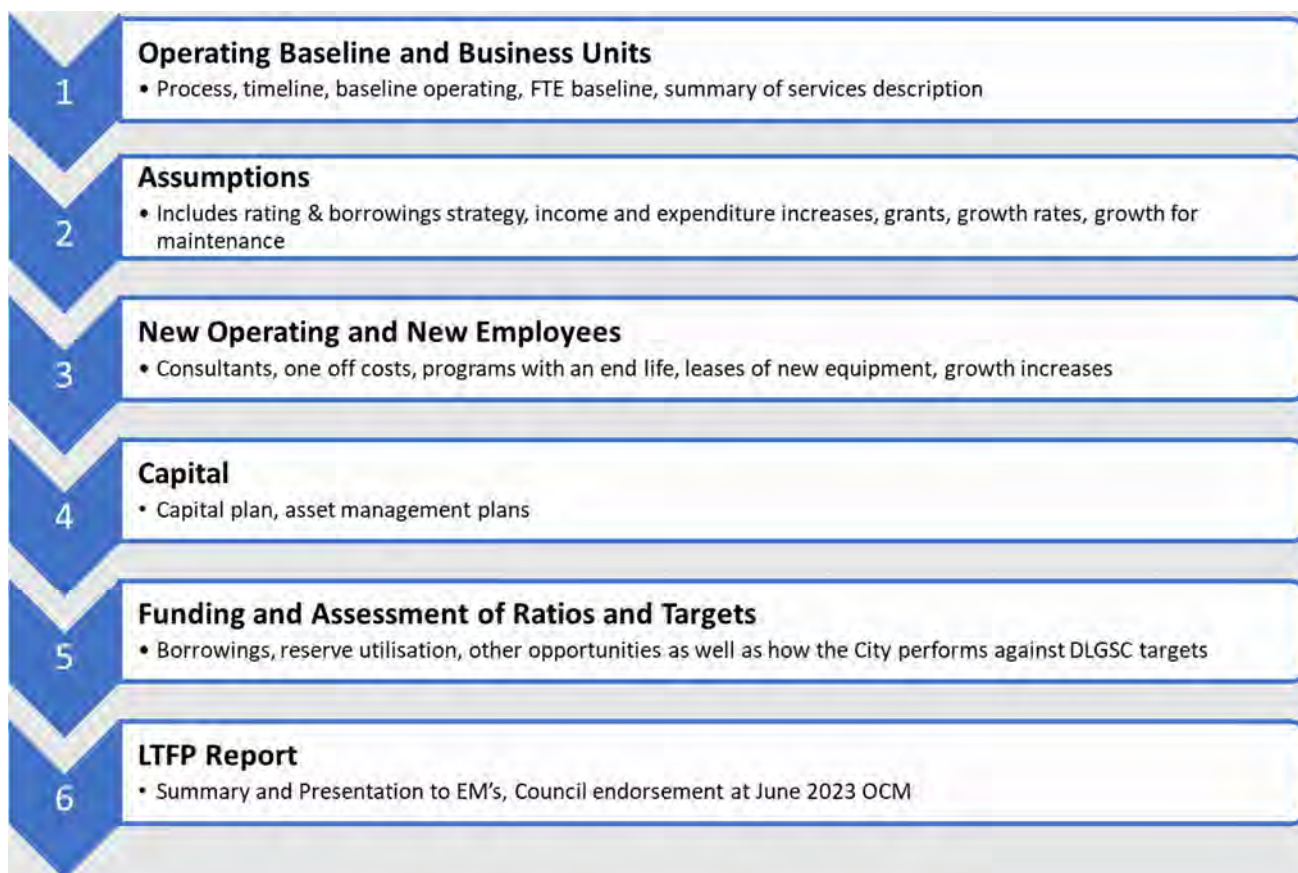 1
Operating Baseline and Business Units
• Process, timeline, baseline operating, FTE baseline, summary of services description
2
Assumptions
• Includes rating & borrowings strategy, income and expenditure increases, grants, growth rates, growth for
maintenance
3
New Operating and New Employees
• Consultants, one off costs, programs with an end life, leases of new equipment, growth increases
4
Capital
• Capital plan, asset management plans
5
Funding and Assessment of Ratios and Targets
• Borrowings, reserve utilisation, other opportunities as well as how the City performs against DLGSC targets
6
LTFP Report
• Summary and Presentation to EM's, Council endorsement at June 2023 OCM